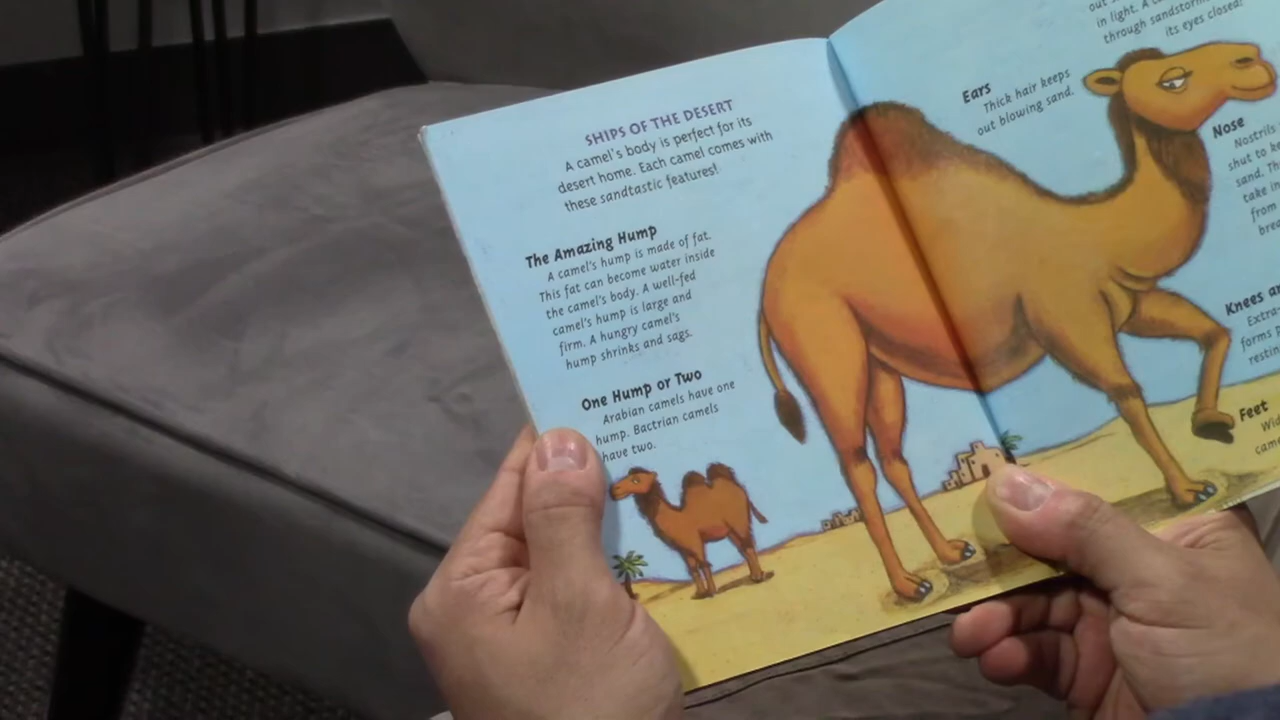 SHIPS OF THE DESERT
A camel's body is perfect for its
desert home. Each camel comes with
these sandtastic features!
The Amazing Hump
A camel's hump is made of fat.
This fat can become water inside
the camel's body. A well-fed
camel's hump is large and
firm. A hungry camel's
hump shrinks and sags.
One Hump or Two
Arabian camels have one
hump. Bactrian camels
have two.
in light. A
through sandstorm
its eyes closed!
Ears
Thick hair keeps
out blowing sand.
Nose
Nostrils
shut to
sand.
take in
from
Knees
Extra
forms
Feet